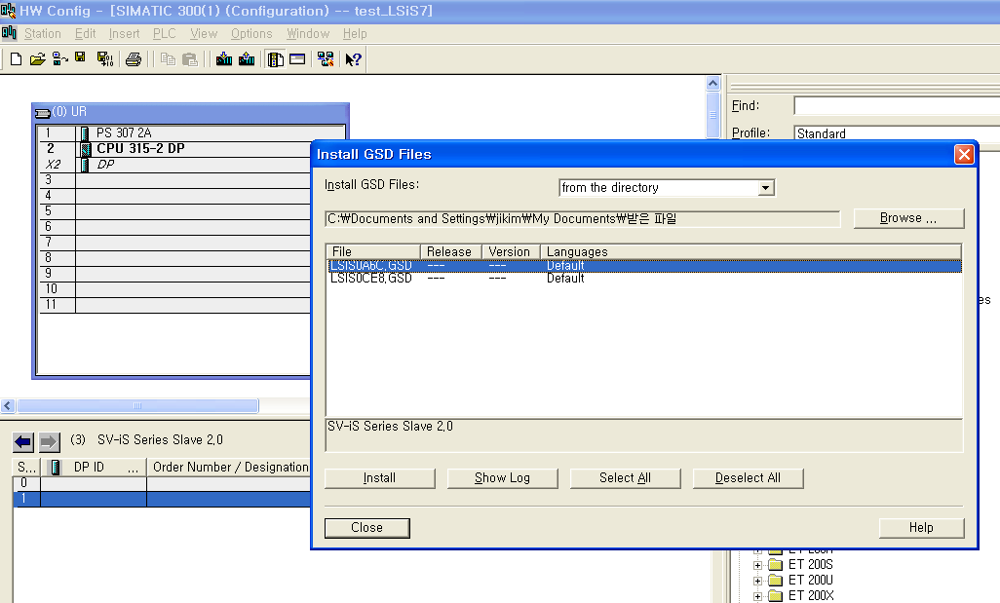 HW Config - [SIMATIC 300(1) (Configuration) -- test_LSiS7]
Station Edit Insert PLC View Options Window Help
(0) UR
1 PS 307 2A
2 CPU 315-2 DP
X2 DP
3
4
5
6
7
8
9
10
11
Find:
Profile: Standard
Install GSD Files
Install GSD Files: from the directory
C:₩Documents and Settings₩jikim₩My Documents₩받은 파일
Browse ...
File Release Version Languages
LSIS0A6C.GSD --- --- Default
LSIS0CE8.GSD --- --- Default
SV-iS Series Slave 2,0
Install Show Log Select All Deselect All
Close Help
(3) SV-iS Series Slave 2,0
S... DP ID ... Order Number / Designation
0
1
es
ET 200S
ET 200U
ET 200X